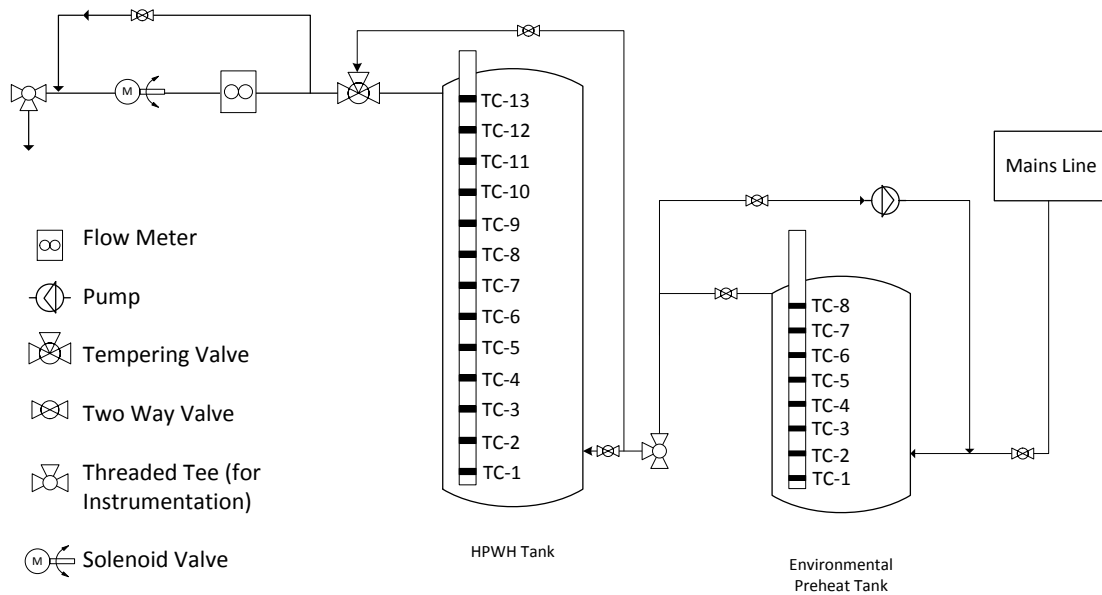 TC-13
TC-12
TC-11
TC-10
TC-9
TC-8
TC-7
TC-6
TC-5
TC-4
TC-3
TC-2
TC-1
HPWH Tank
TC-8
TC-7
TC-6
TC-5
TC-4
TC-3
TC-2
TC-1
Environmental
Preheat Tank
Mains Line
M
Flow Meter
Pump
Tempering Valve
Two Way Valve
Threaded Tee (for
Instrumentation)
M
Solenoid Valve